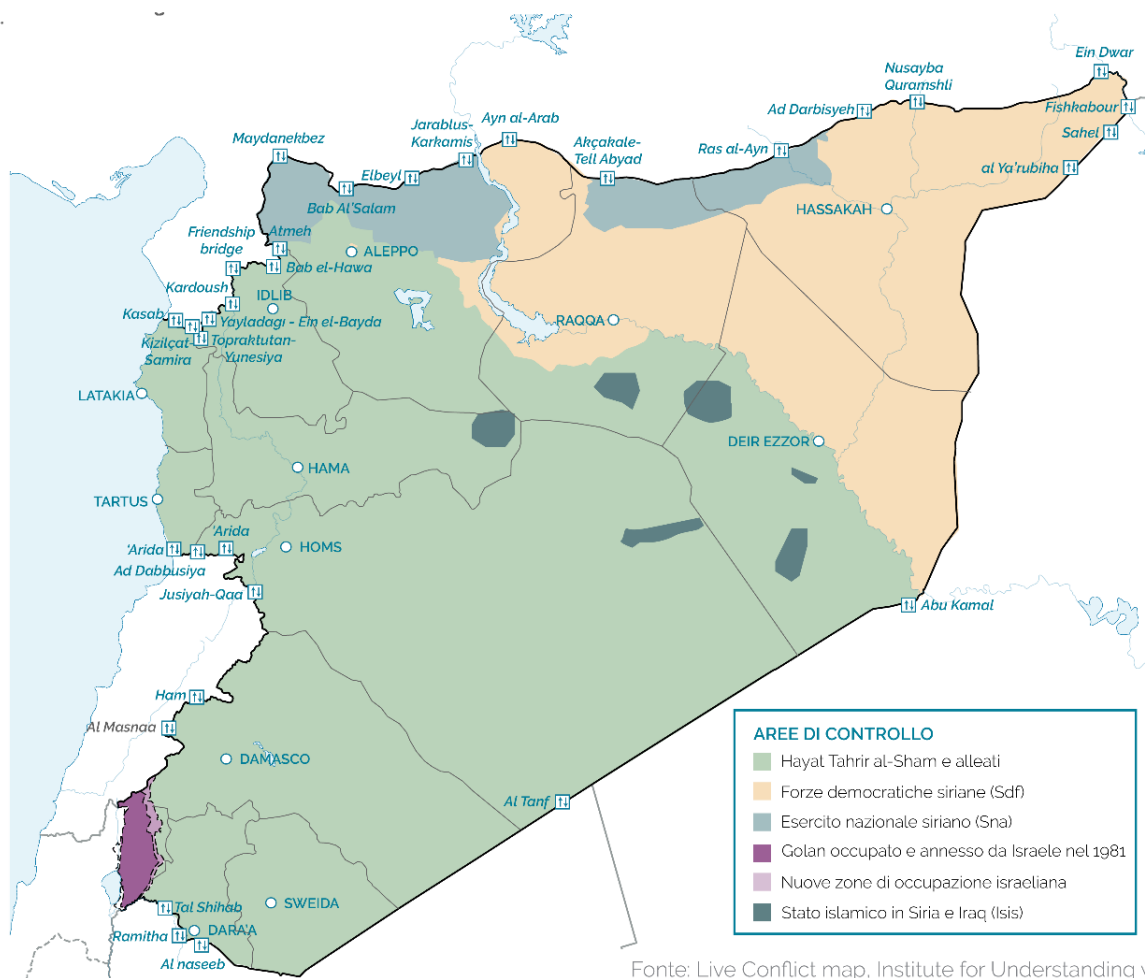 Ein Dwar
Nusayba
Quramshli
Ad Darbisyeh
Fishkabour
Sahel
al Ya'rubiha
Ayn al-Arab
Jarablus-
Karkamis
Maydanekbez
Akçakale-
Tell Abyad
Ras al-Ayn
Elbeyl
Bab Al'Salam
HASSAKAH
Friendship
bridge
Atmeh
ALEPPO
Bab el-Hawa
Kardoush
IDLIB
Kasab
Yayladagi - Ein el-Bayda
RAQQA
Kizilçat-
Samira
Topraktutan-
Yunesiya
LATAKIA
DEIR EZZOR
HAMA
TARTUS
'Arida
'Arida
HOMS
Ad Dabbusiya
Jusiyah-Qaa
Abu Kamal
Ham
Al Masnaa
DAMASCO
Al Tanf
SWEIDA
Tal Shihab
DARA'A
Ramitha
Al naseeb
AREE DI CONTROLLO
Hayat Tahrir al-Sham e alleati
Forze democratiche siriane (Sdf)
Esercito nazionale siriano (Sna)
Golan occupato e annesso da Israele nel 1981
Nuove zone di occupazione israeliana
Stato islamico in Siria e Iraq (Isis)
Fonte: Live Conflict map, Institute for Understanding